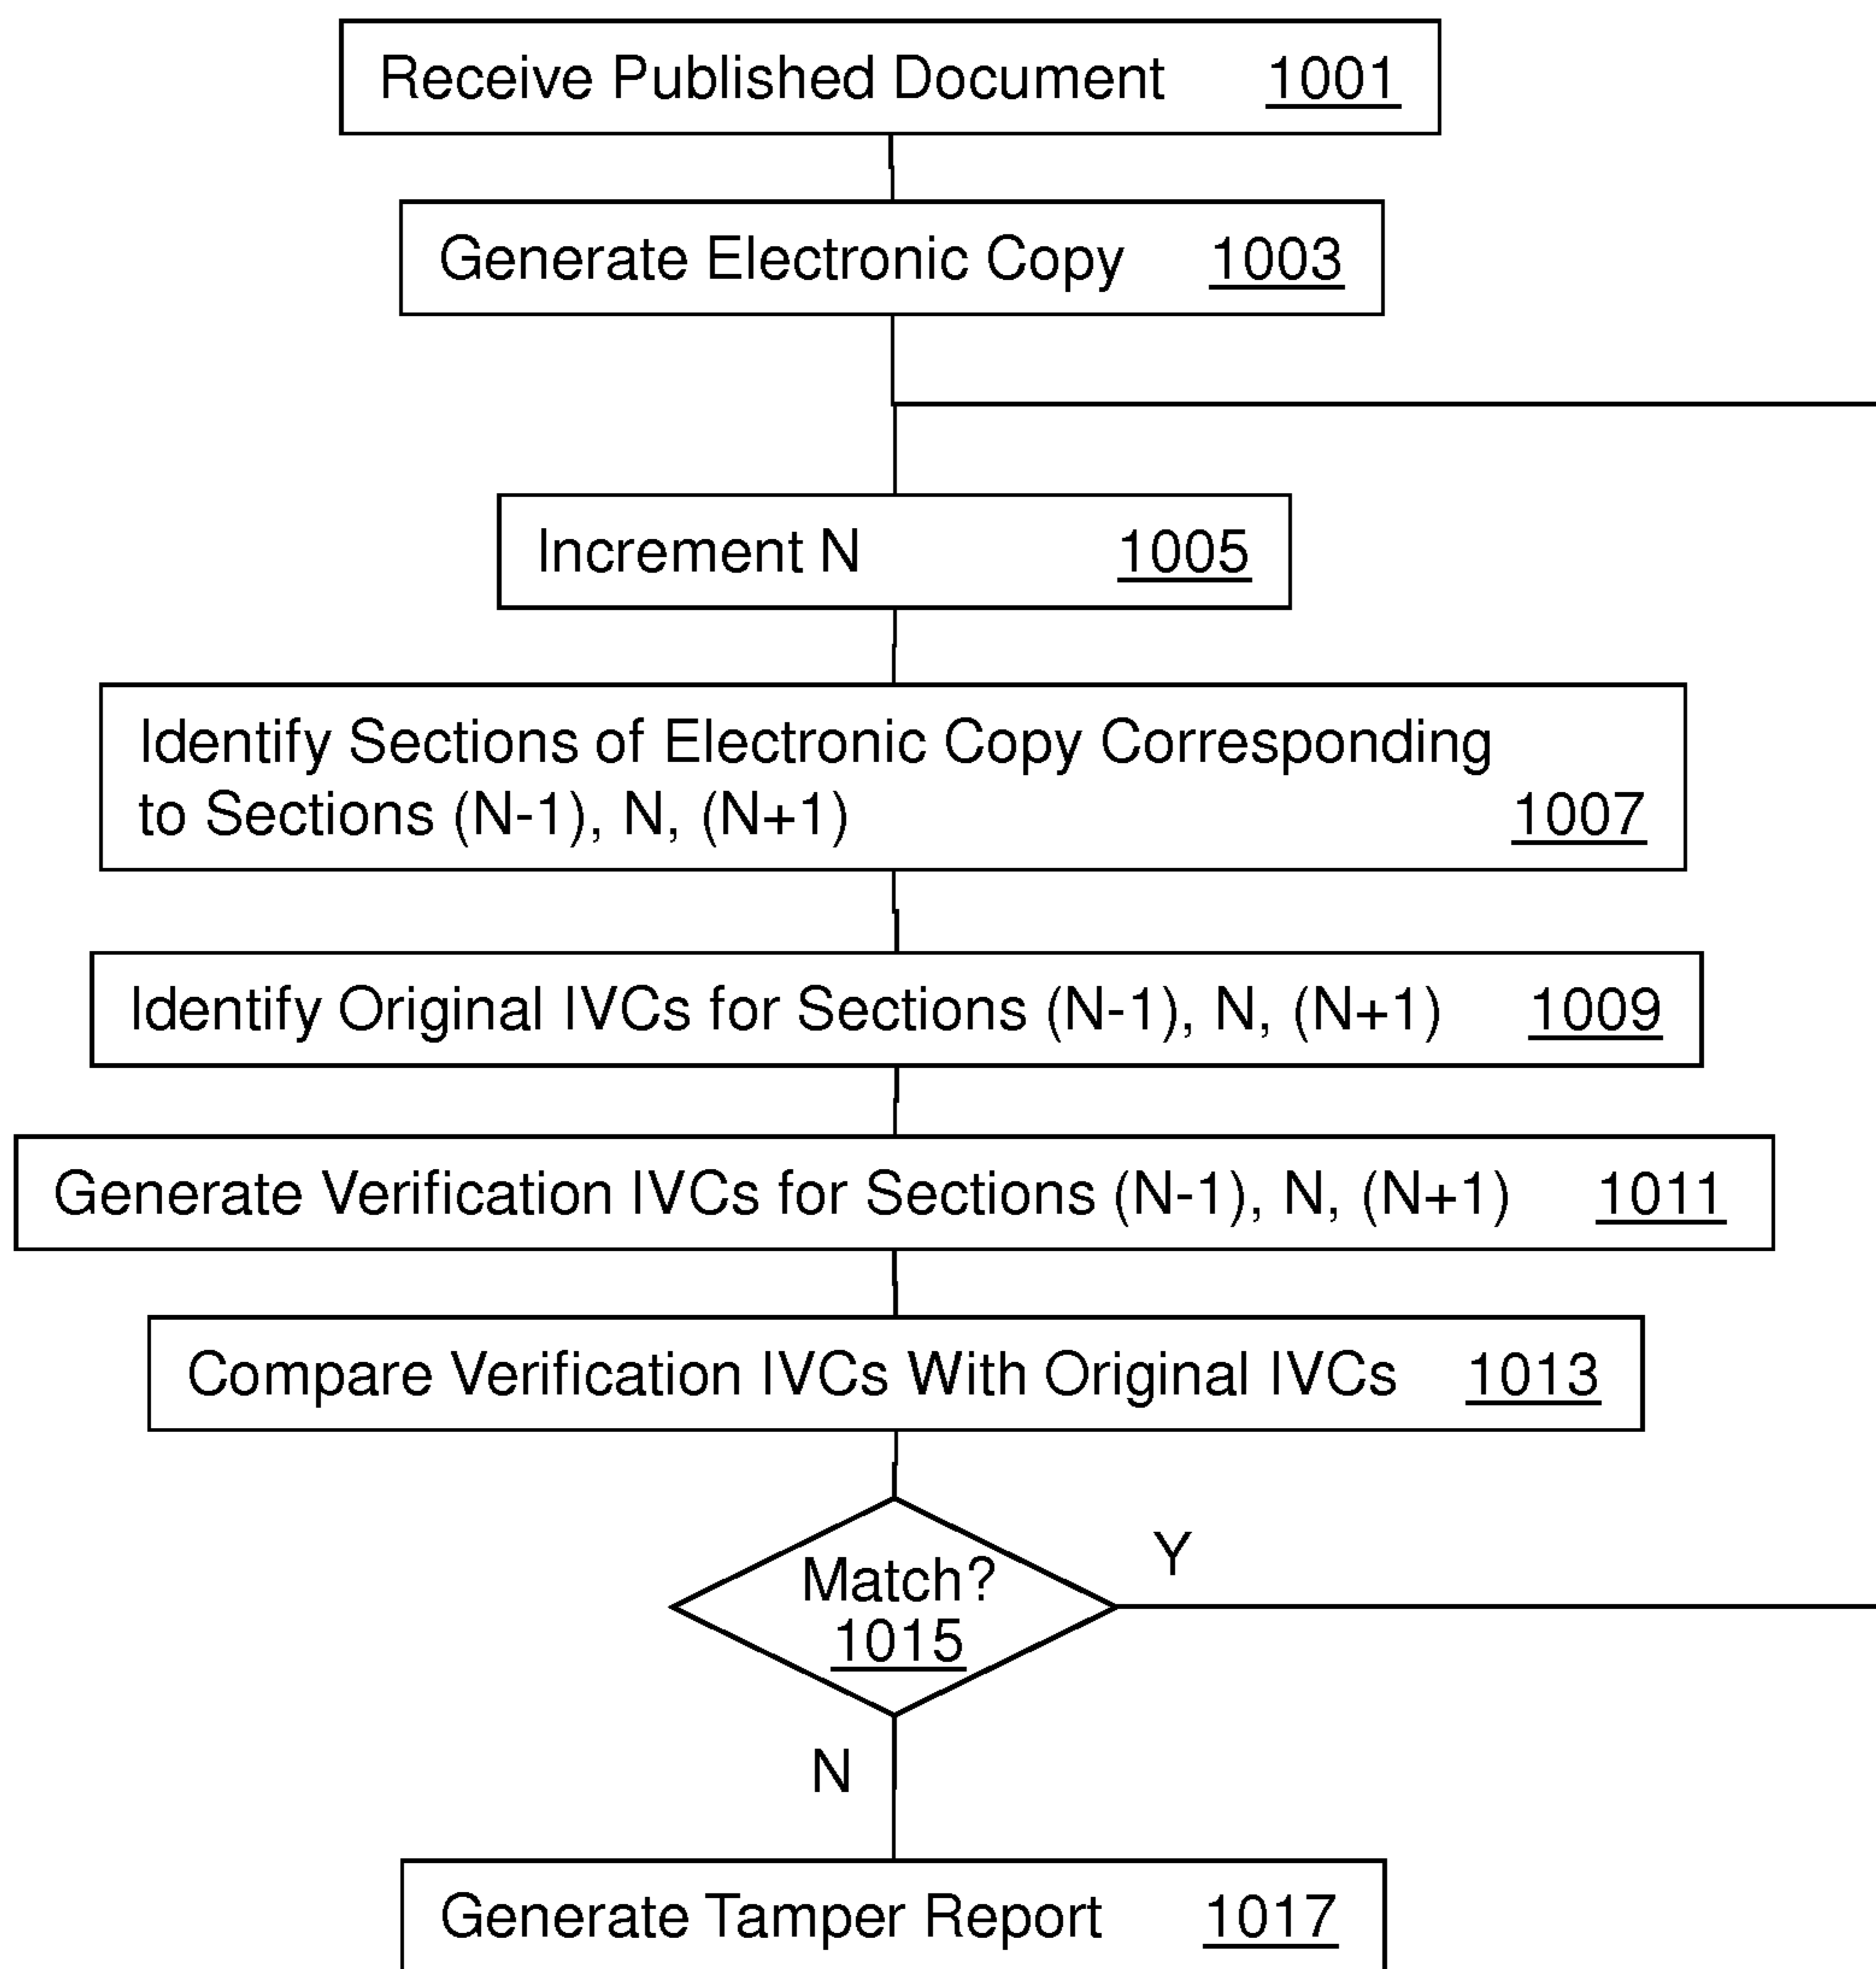 Receive Published Document 1001
Generate Electronic Copy 1003
Increment N 1005
Identify Sections of Electronic Copy Corresponding
to Sections (N-1), N, (N+1) 1007
Identify Original IVCs for Sections (N-1), N, (N+1) 1009
Generate Verification IVCs for Sections (N-1), N, (N+1) 1011
Compare Verification IVCs With Original IVCs 1013
Match?
1015
Y
N
Generate Tamper Report 1017